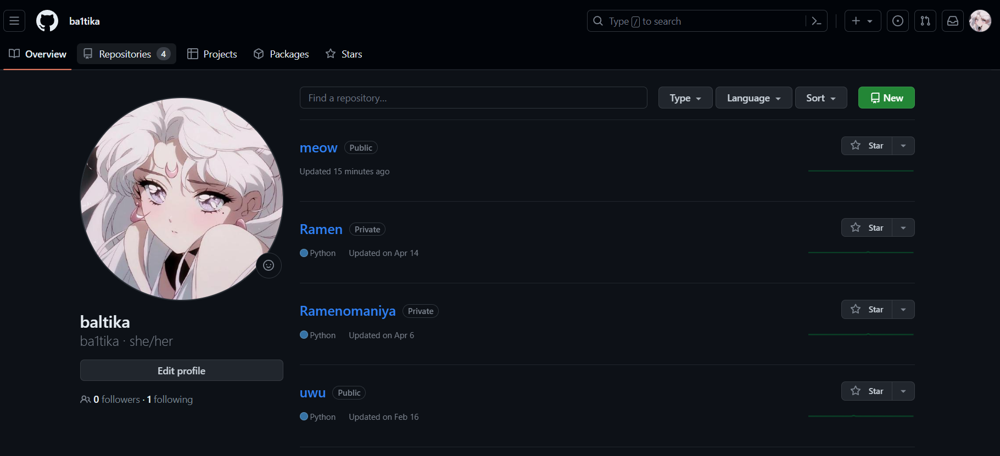 ba1tika
Type / to search
Overview
Repositories 4
Projects
Packages
Stars
Find a repository...
Type
Language
Sort
New
meow Public
Star
Updated 15 minutes ago
Ramen Private
Star
Python Updated on Apr 14
Ramenomaniya Private
Star
Python Updated on Apr 6
uwu Public
Star
Python Updated on Feb 16
baltika
ba1tika · she/her
Edit profile
0 followers · 1 following